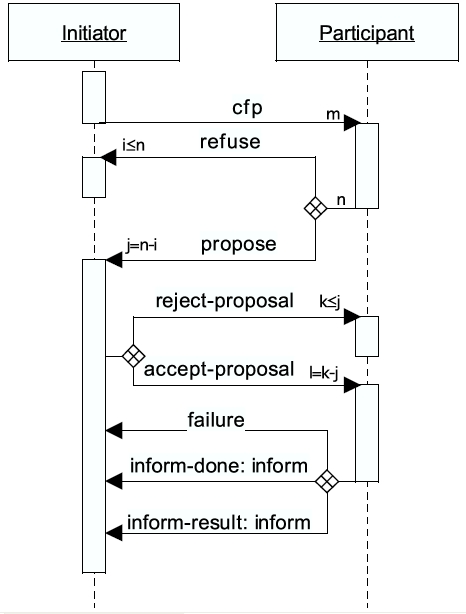 Initiator
Participant
cfp
m
i≤n
refuse
n
j=n-i
propose
reject-proposal
k≤j
accept-proposal
l=k-j
failure
inform-done: inform
inform-result: inform